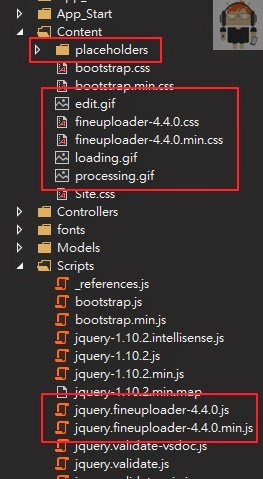 App_Start
Content
placeholders
bootstrap.css
bootstrap.min.css
edit.gif
fineuploader-4.4.0.css
fineuploader-4.4.0.min.css
loading.gif
processing.gif
Site.css
Controllers
fonts
Models
Scripts
_references.js
bootstrap.js
bootstrap.min.js
jquery-1.10.2.intellisense.js
jquery-1.10.2.js
jquery-1.10.2.min.js
jquery-1.10.2.min.map
jquery.fineuploader-4.4.0.js
jquery.fineuploader-4.4.0.min.js
jquery.validate-vsdoc.js
jquery.validate.js